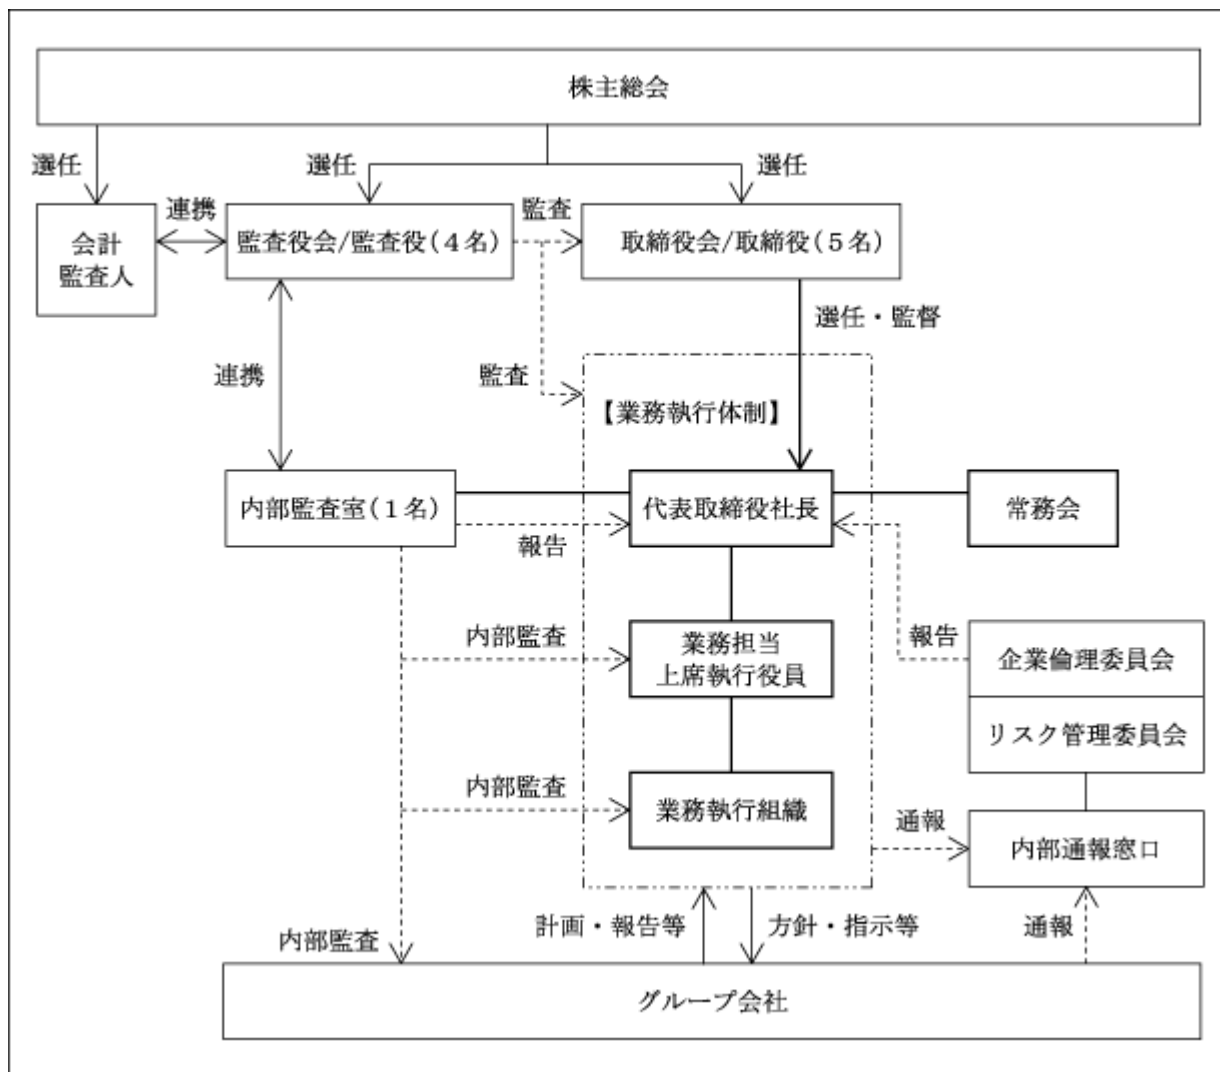 株主総会
選任
選任
選任
連携
監査
会計
監査人
監査役会/監査役(4名)
取締役会/取締役(5名)
選任・監督
連携
監査
【業務執行体制】
内部監査室(1名)
代表取締役社長
常務会
報告
内部監査
業務担当
上席執行役員
報告
企業倫理委員会
リスク管理委員会
内部監査
業務執行組織
通報
内部通報窓口
内部監査
計画・報告等
方針・指示等
通報
グループ会社